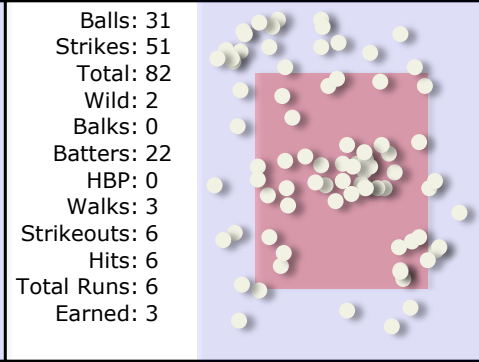 Balls: 31
Strikes: 51
Total: 82
Wild: 2
Balks: 0
Batters: 22
HBP: 0
Walks: 3
Strikeouts: 6
Hits: 6
Total Runs: 6
Earned: 3